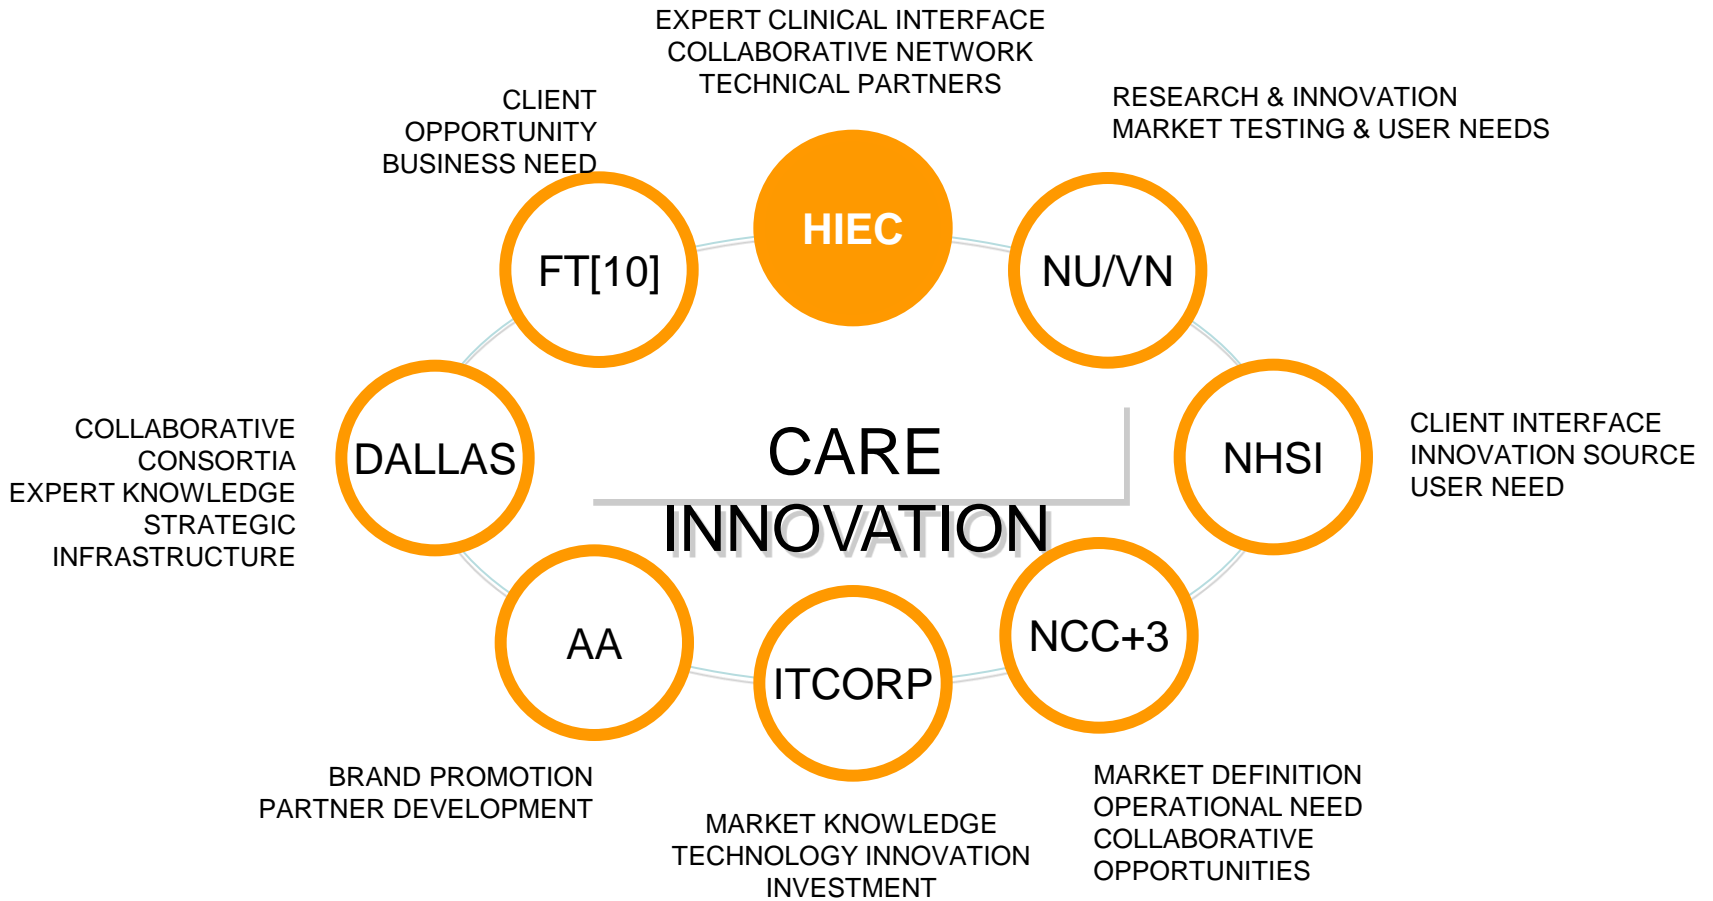 EXPERT CLINICAL INTERFACE
COLLABORATIVE NETWORK
TECHNICAL PARTNERS
CLIENT
OPPORTUNITY
BUSINESS NEED
RESEARCH & INNOVATION
MARKET TESTING & USER NEEDS
HIEC
FT[10]
NU/VN
COLLABORATIVE
CONSORTIA
EXPERT KNOWLEDGE
STRATEGIC
INFRASTRUCTURE
DALLAS
CARE
INNOVATION
NHSI
CLIENT INTERFACE
INNOVATION SOURCE
USER NEED
AA
ITCORP
NCC+3
BRAND PROMOTION
PARTNER DEVELOPMENT
MARKET KNOWLEDGE
TECHNOLOGY INNOVATION
INVESTMENT
MARKET DEFINITION
OPERATIONAL NEED
COLLABORATIVE
OPPORTUNITIES